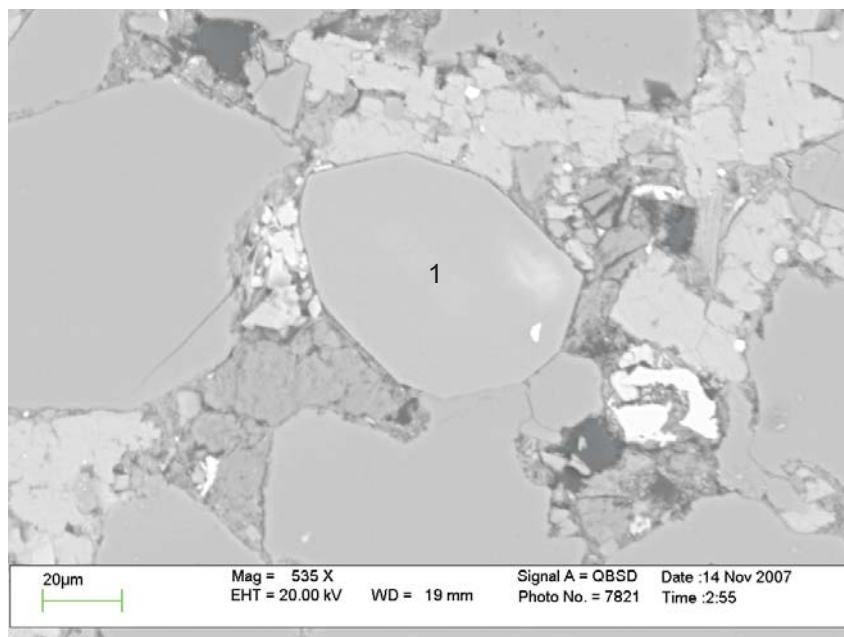 1
20µm
Mag = 535 X
EHT = 20.00 kV WD = 19 mm
Signal A = QBSD
Photo No. = 7821
Date :14 Nov 2007
Time :2:55